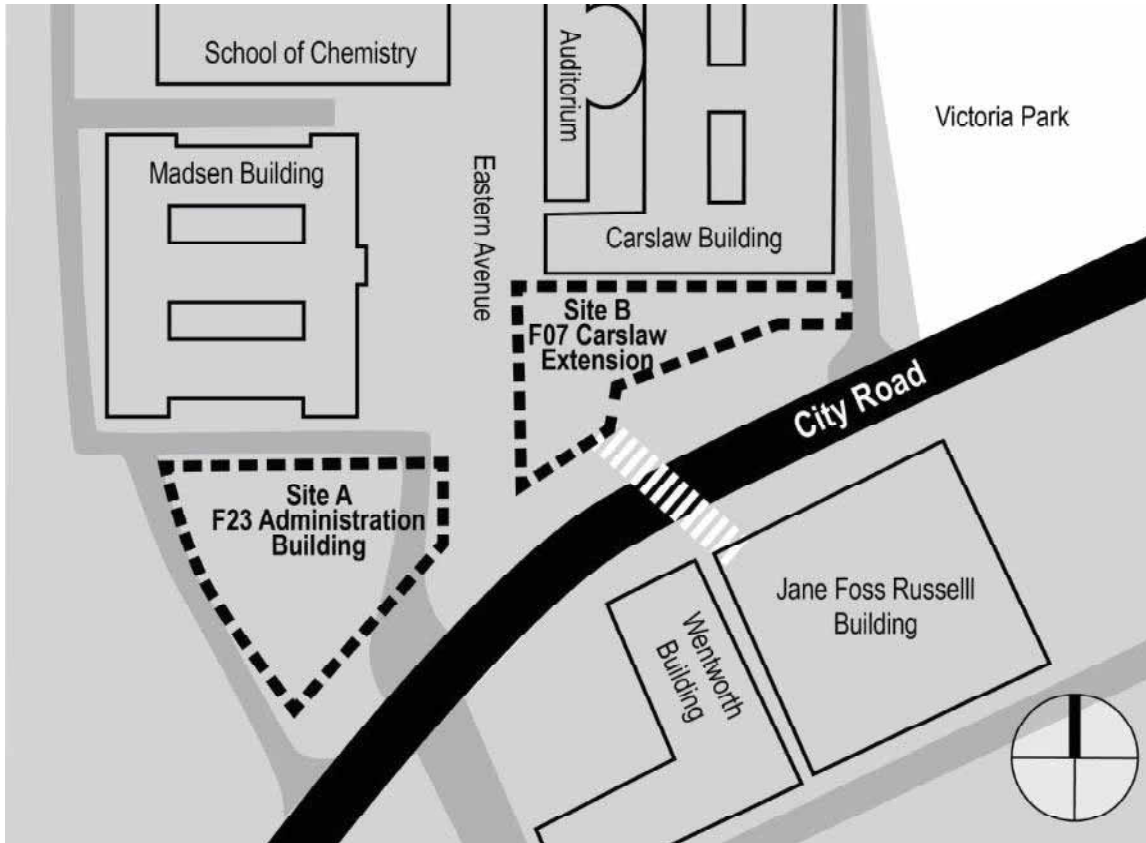 School of Chemistry
Auditorium
Victoria Park
Madsen Building
Eastern Avenue
Carslaw Building
Site B
F07 Carslaw
Extension
City Road
Site A
F23 Administration
Building
Jane Foss Russelll
Building
Wentworth
Building